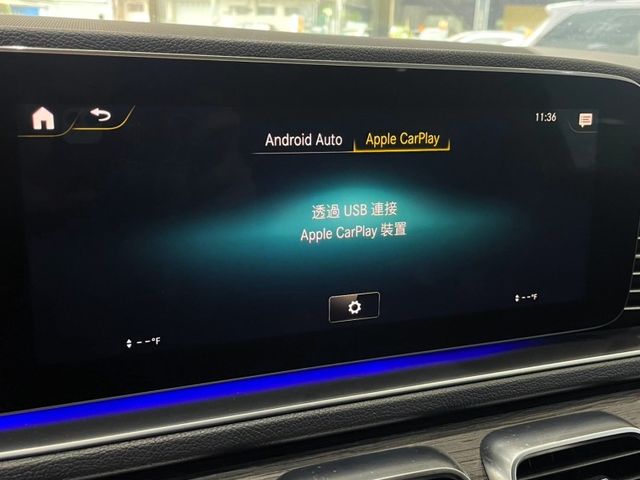 11:36
Android Auto Apple CarPlay
透過 USB 連接
Apple CarPlay 裝置
--°F
--°F